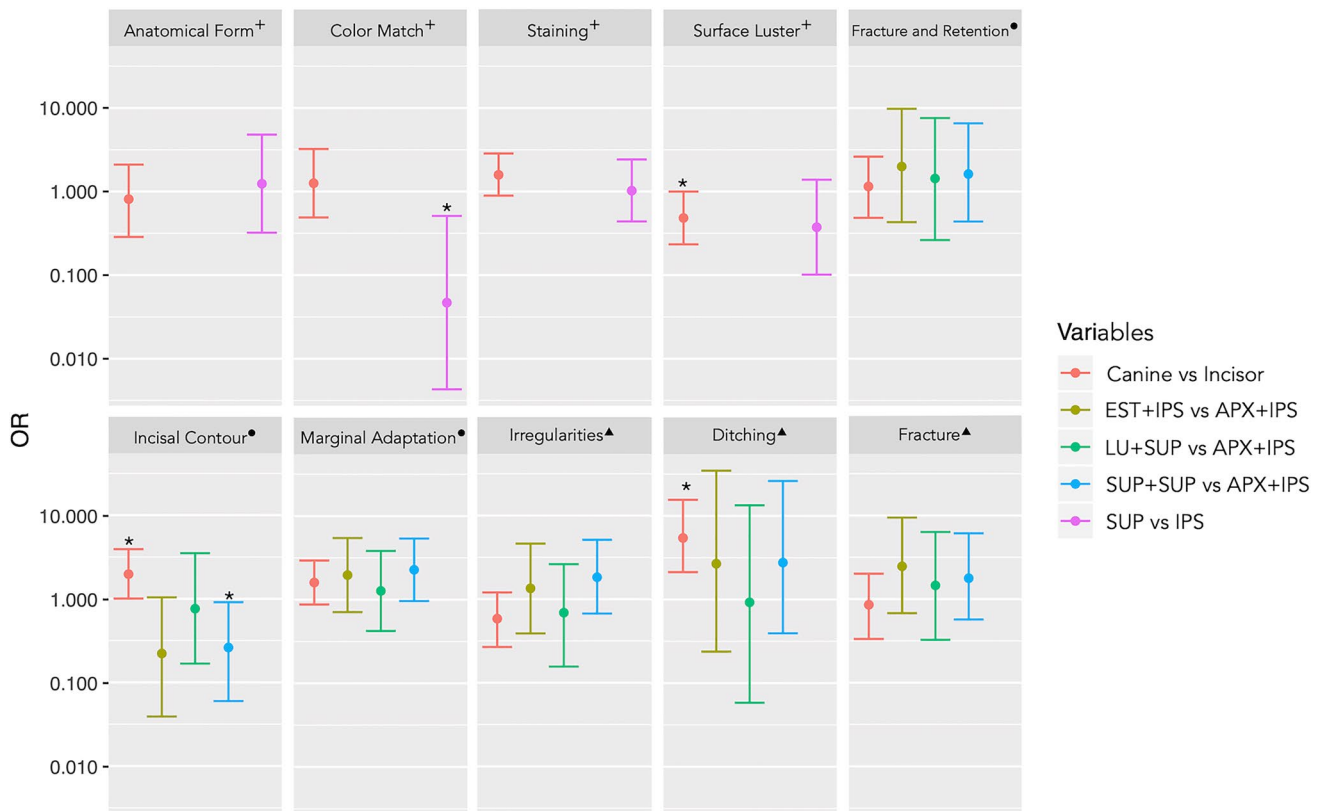 Anatomical Form+ Color Match+ Staining+ Surface Luster+ Fracture and Retention●
10.000
1.000
*
*
0.100
0.010
OR
Incisal Contour● Marginal Adaptation● Irregularities▲ Ditching▲ Fracture▲
*
10.000
*
*
1.000
0.100
0.010
Variables
Canine vs Incisor
EST+IPS vs APX+IPS
LU+SUP vs APX+IPS
SUP+SUP vs APX+IPS
SUP vs IPS